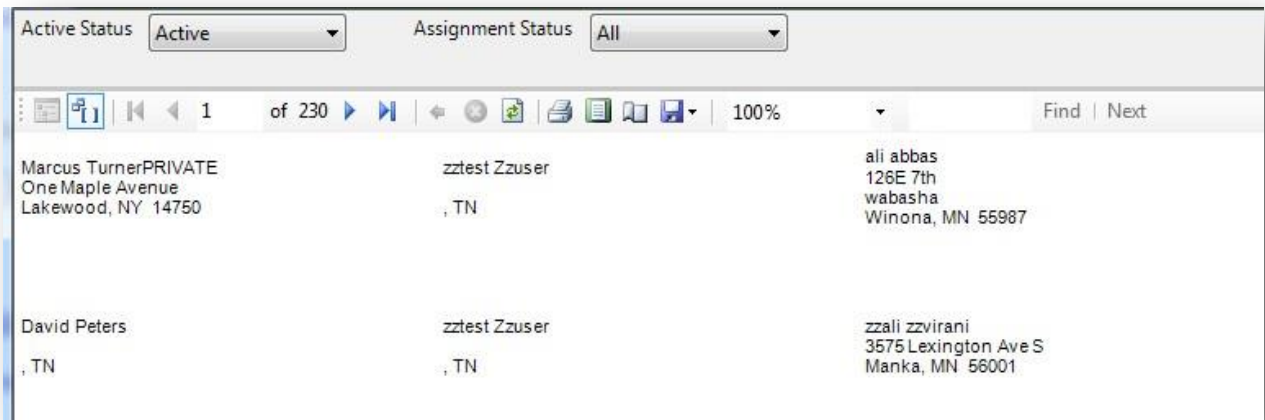 Active Status Active Assignment Status All
1 of 230 100% Find | Next
Marcus TurnerPRIVATE
One Maple Avenue
Lakewood, NY 14750
zztest Zzuser
, TN
ali abbas
126E 7th
wabasha
Winona, MN 55987
David Peters
, TN
zztest Zzuser
, TN
zzali zzvirani
3575 Lexington Ave S
Manka, MN 56001